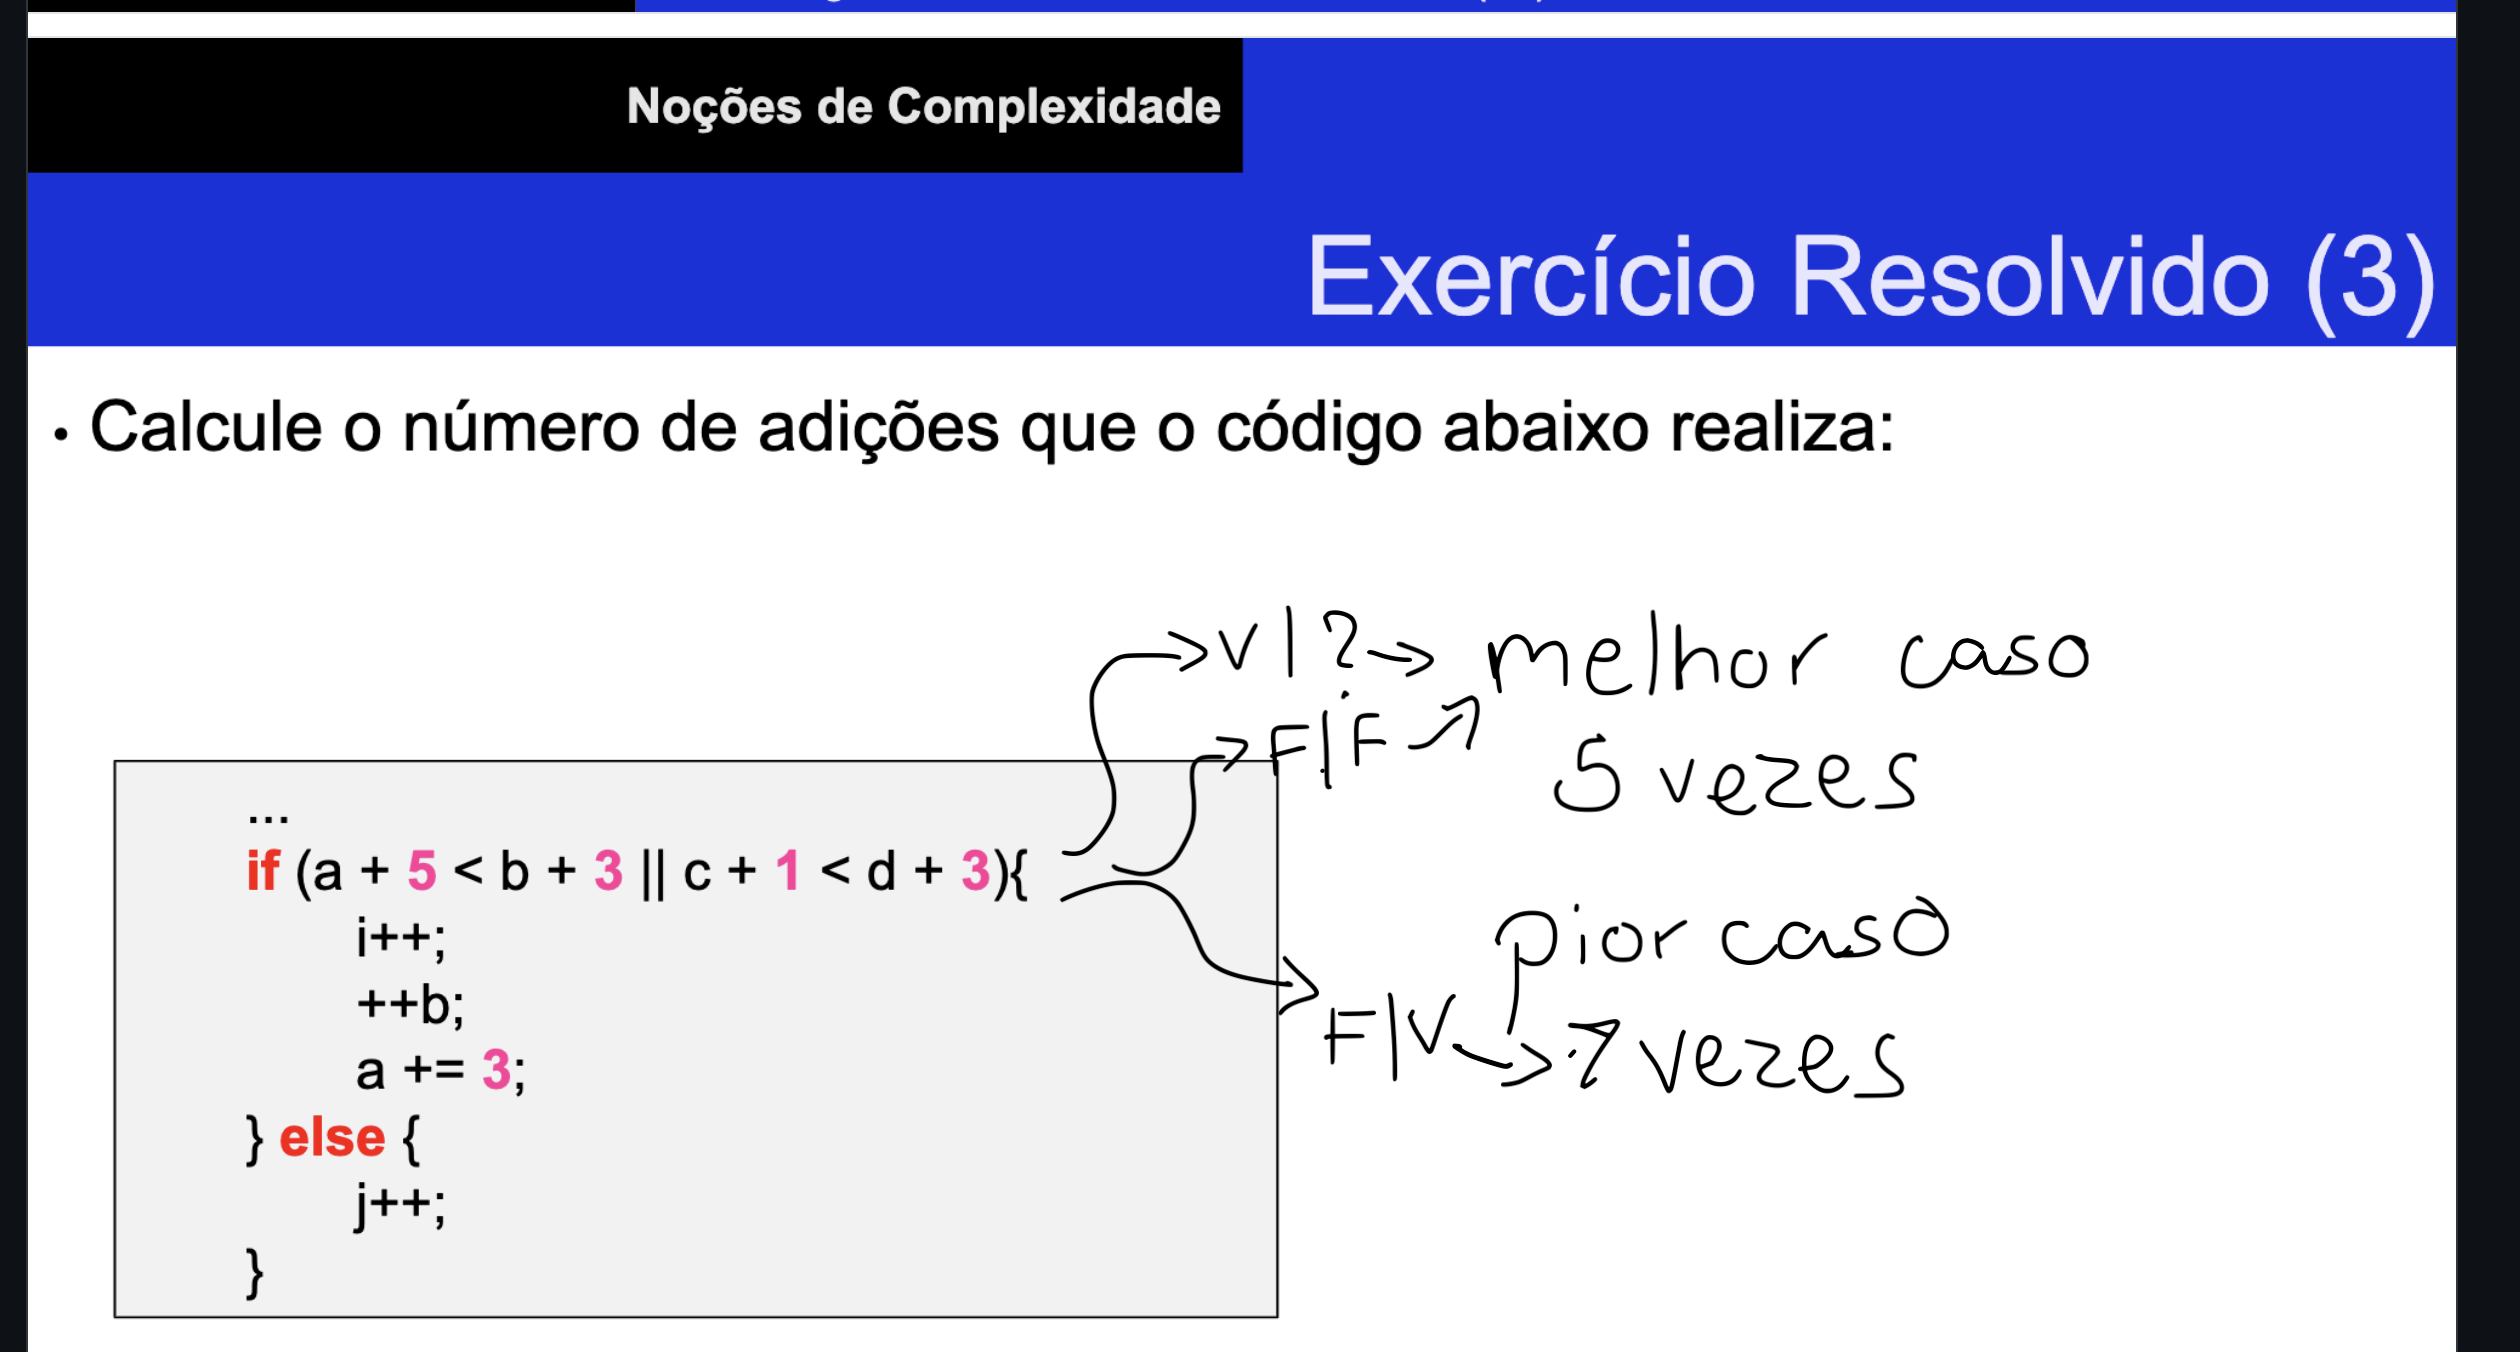 Noções de Complexidade
Exercício Resolvido (3)
• Calcule o número de adições que o código abaixo realiza:
V | ? → melhor caso
F | F ↗
5 vezes
...
if (a + 5 < b + 3 || c + 1 < d + 3){
i++;
++b;
a += 3;
} else {
j++;
}
pior caso
F | V → 7 vezes